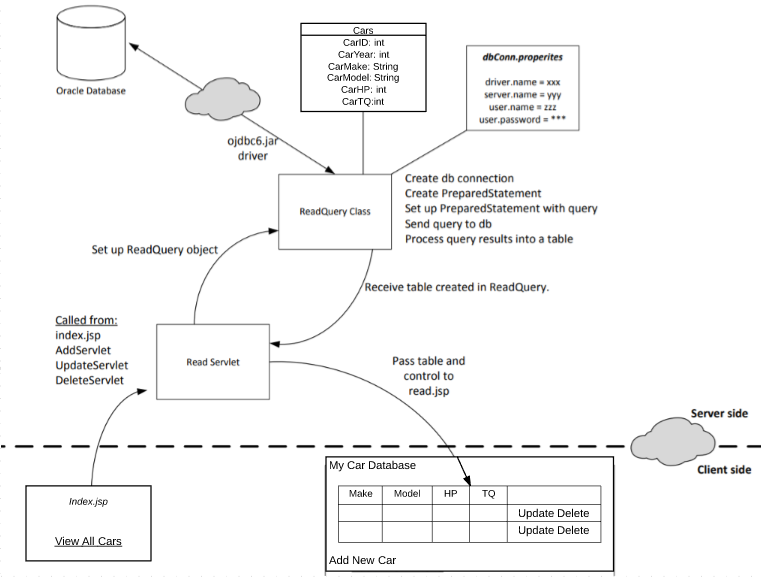 Oracle Database
Cars
CarID: int
CarYear: int
CarMake: String
CarModel: String
CarHP: int
CarTQ:int
dbConn.properites
driver.name = xxx
server.name = yyy
user.name = zzz
user.password = ***
ojdbc6.jar
driver
ReadQuery Class
Create db connection
Create PreparedStatement
Set up PreparedStatement with query
Send query to db
Process query results into a table
Set up ReadQuery object
Receive table created in ReadQuery.
Called from:
index.jsp
AddServlet
UpdateServlet
DeleteServlet
Read Servlet
Pass table and
control to
read.jsp
Server side
Client side
Index.jsp
View All Cars
My Car Database
Make Model HP TQ
Update Delete
Update Delete
Add New Car